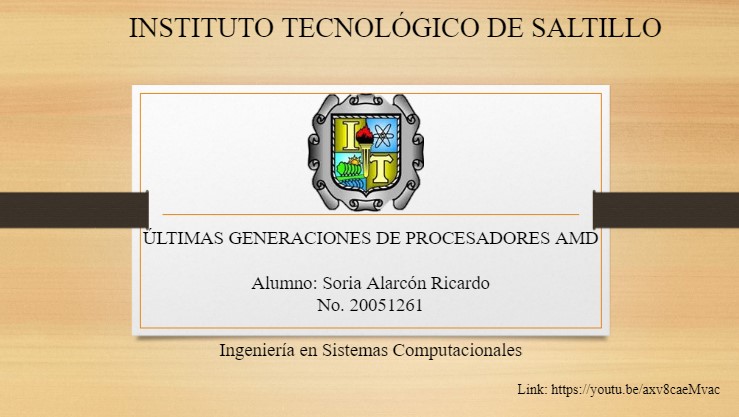 INSTITUTO TECNOLÓGICO DE SALTILLO
I T
ÚLTIMAS GENERACIONES DE PROCESADORES AMD
Alumno: Soria Alarcón Ricardo
No. 20051261
Ingeniería en Sistemas Computacionales
Link: https://youtu.be/axv8caeMvac